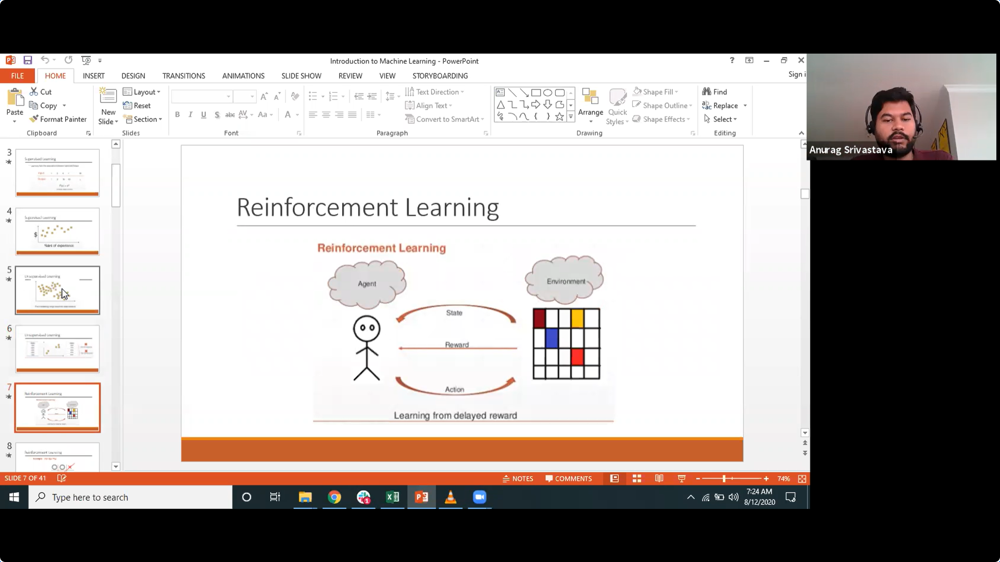 Introduction to Machine Learning - PowerPoint
?
Sign i
FILE HOME INSERT DESIGN TRANSITIONS ANIMATIONS SLIDE SHOW REVIEW VIEW STORYBOARDING
Paste
Cut
Copy
Format Painter
Clipboard
New
Slide
Layout
Reset
Section
Slides
B I U S abc AV Aa A
Font
Text Direction
Align Text
Convert to SmartArt
Paragraph
Arrange
Quick
Styles
Shape Fill
Shape Outline
Shape Effects
Drawing
Find
Replace
Select
Editing
Anurag Srivastava
3
Supervised Learning
4
Supervised Learning
$
Years of experience
5
Unsupervised Learning
6
Unsupervised Learning
7
Reinforcement Learning
8
Reinforcement Learning
Reinforcement Learning
Reinforcement Learning
Agent
Environment
State
Reward
Action
Learning from delayed reward
SLIDE 7 OF 41
NOTES
COMMENTS
74%
Type here to search
1
7:24 AM
8/12/2020